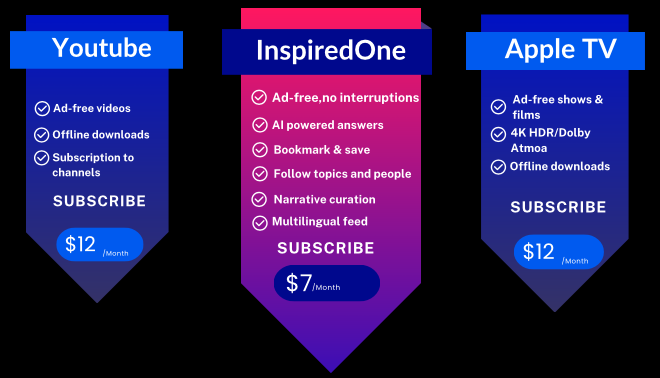 Youtube
Ad-free videos
Offline downloads
Subscription to
channels
SUBSCRIBE
$12 /Month
InspiredOne
Ad-free,no interruptions
AI powered answers
Bookmark & save
Follow topics and people
Narrative curation
Multilingual feed
SUBSCRIBE
$7/Month
Apple TV
Ad-free shows &
films
4K HDR/Dolby
Atmoa
Offline downloads
SUBSCRIBE
$12 /Month